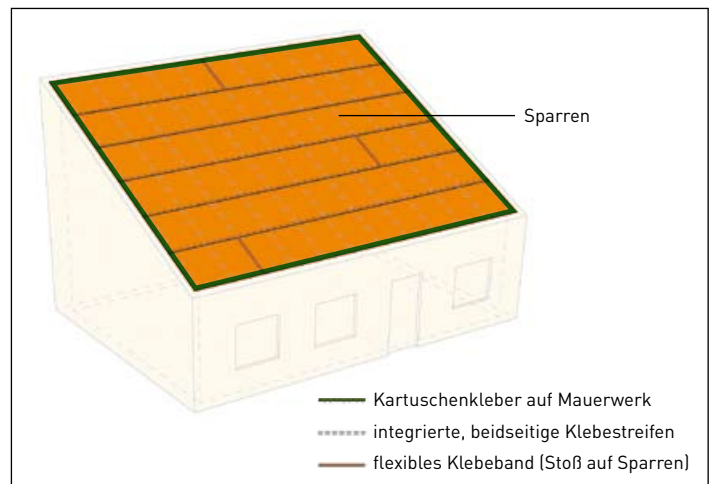 Sparren
Kartuschenkleber auf Mauerwerk
integrierte, beidseitige Klebestreifen
flexibles Klebeband (Stoß auf Sparren)